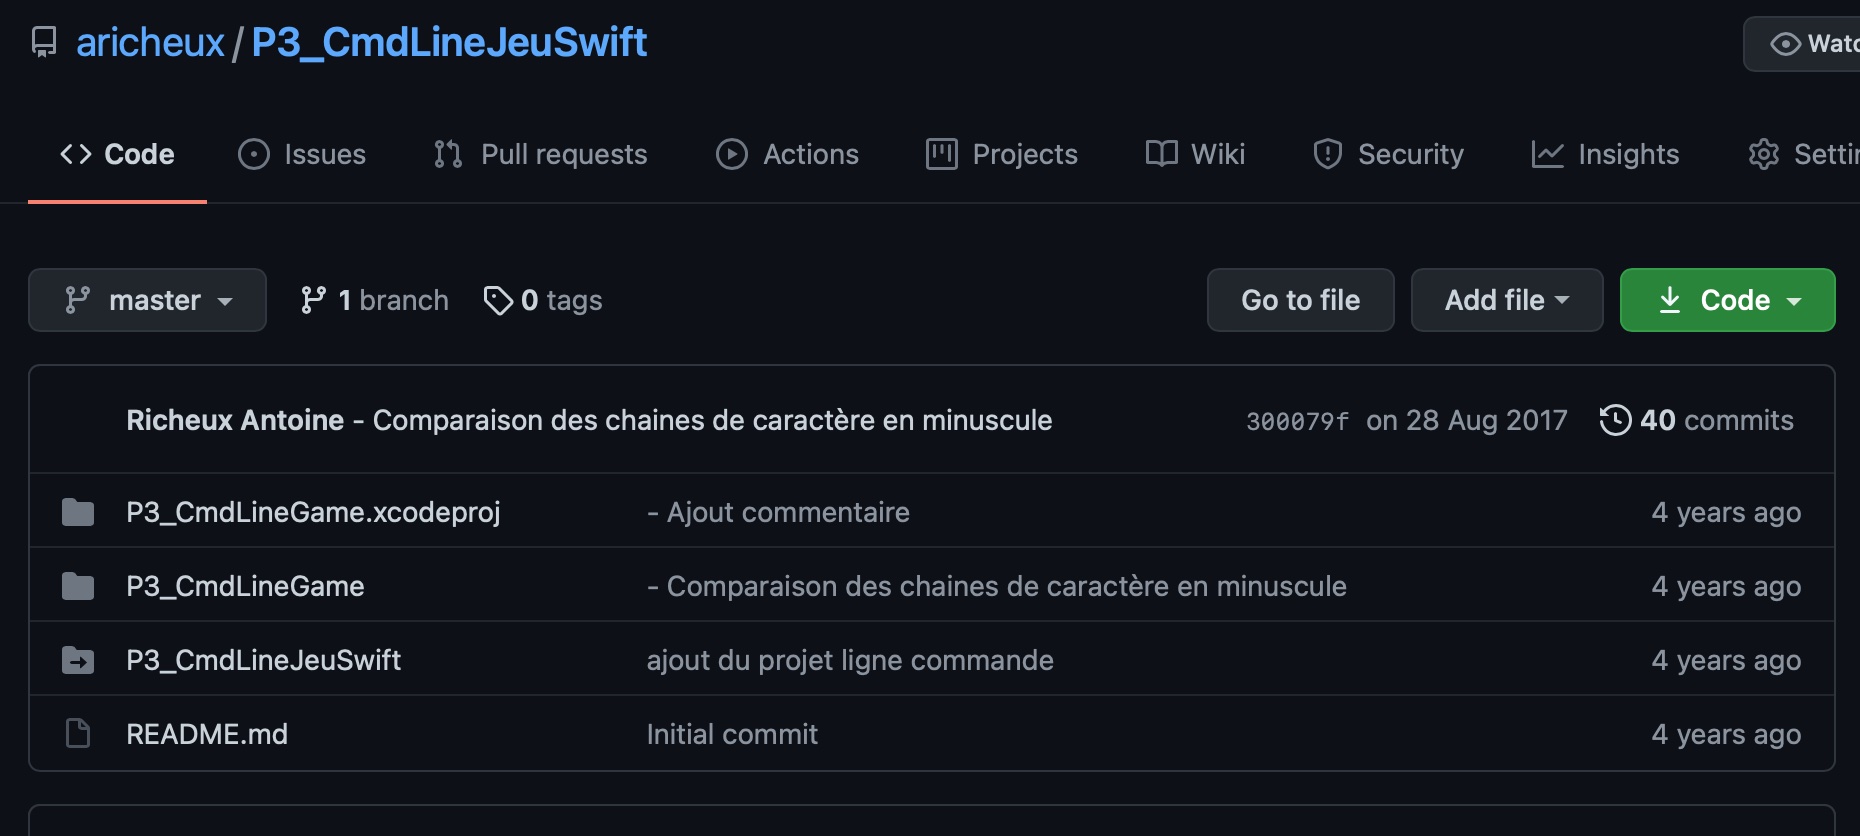 aricheux / P3_CmdLineJeuSwift
Watc
Code Issues Pull requests Actions Projects Wiki Security Insights Settin
master 1 branch 0 tags Go to file Add file Code
Richeux Antoine - Comparaison des chaines de caractère en minuscule 300079f on 28 Aug 2017 40 commits
P3_CmdLineGame.xcodeproj - Ajout commentaire 4 years ago
P3_CmdLineGame - Comparaison des chaines de caractère en minuscule 4 years ago
P3_CmdLineJeuSwift ajout du projet ligne commande 4 years ago
README.md Initial commit 4 years ago